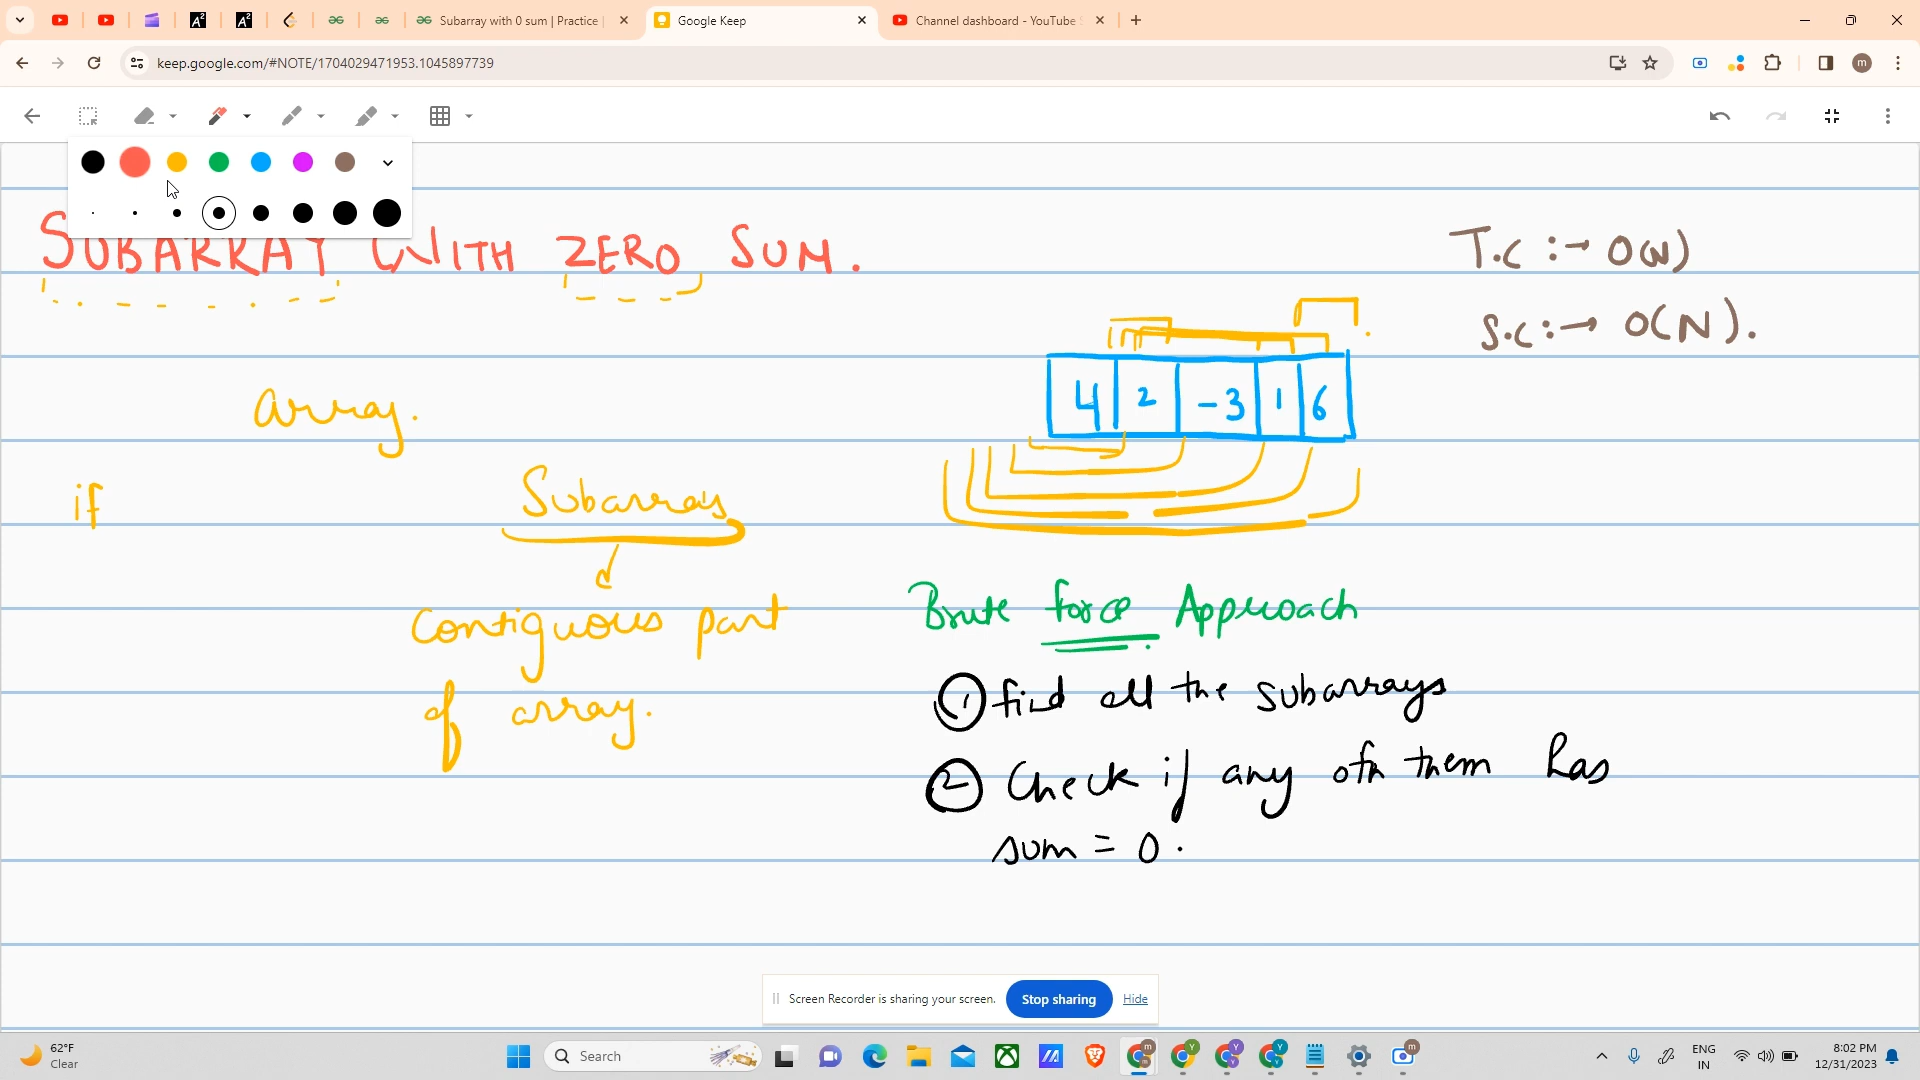 Subarray with 0 sum | Practice |
Google Keep
Channel dashboard - YouTube S
keep.google.com/#NOTE/1704029471953.1045897739
m
SUBARRAY WITH ZERO SUM.
T.C :→ O(N)
S.C :→ O(N).
4 2 -3 1 6
array.
if
Subarray
contiguous part
of array.
Brute force Approach
① find all the subarrays
② Check if any ofn them has
sum = 0.
Screen Recorder is sharing your screen.
Stop sharing
Hide
62°F
Clear
Search
ENG
IN
8:02 PM
12/31/2023